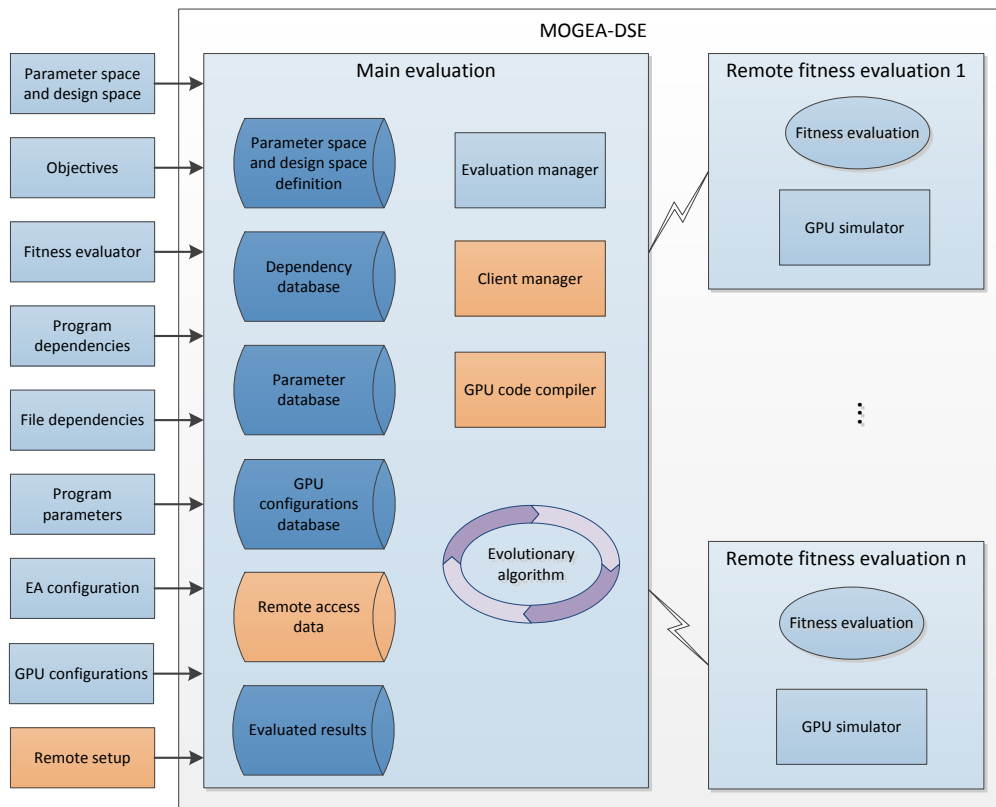 MOGEA-DSE
Parameter space
and design space
Objectives
Fitness evaluator
Program
dependencies
File dependencies
Program
parameters
EA configuration
GPU configurations
Remote setup
Main evaluation
Parameter space
and design space
definition
Dependency
database
Parameter
database
GPU
configurations
database
Remote access
data
Evaluated results
Evaluation manager
Client manager
GPU code compiler
Evolutionary
algorithm
Remote fitness evaluation 1
Fitness evaluation
GPU simulator
...
Remote fitness evaluation n
Fitness evaluation
GPU simulator